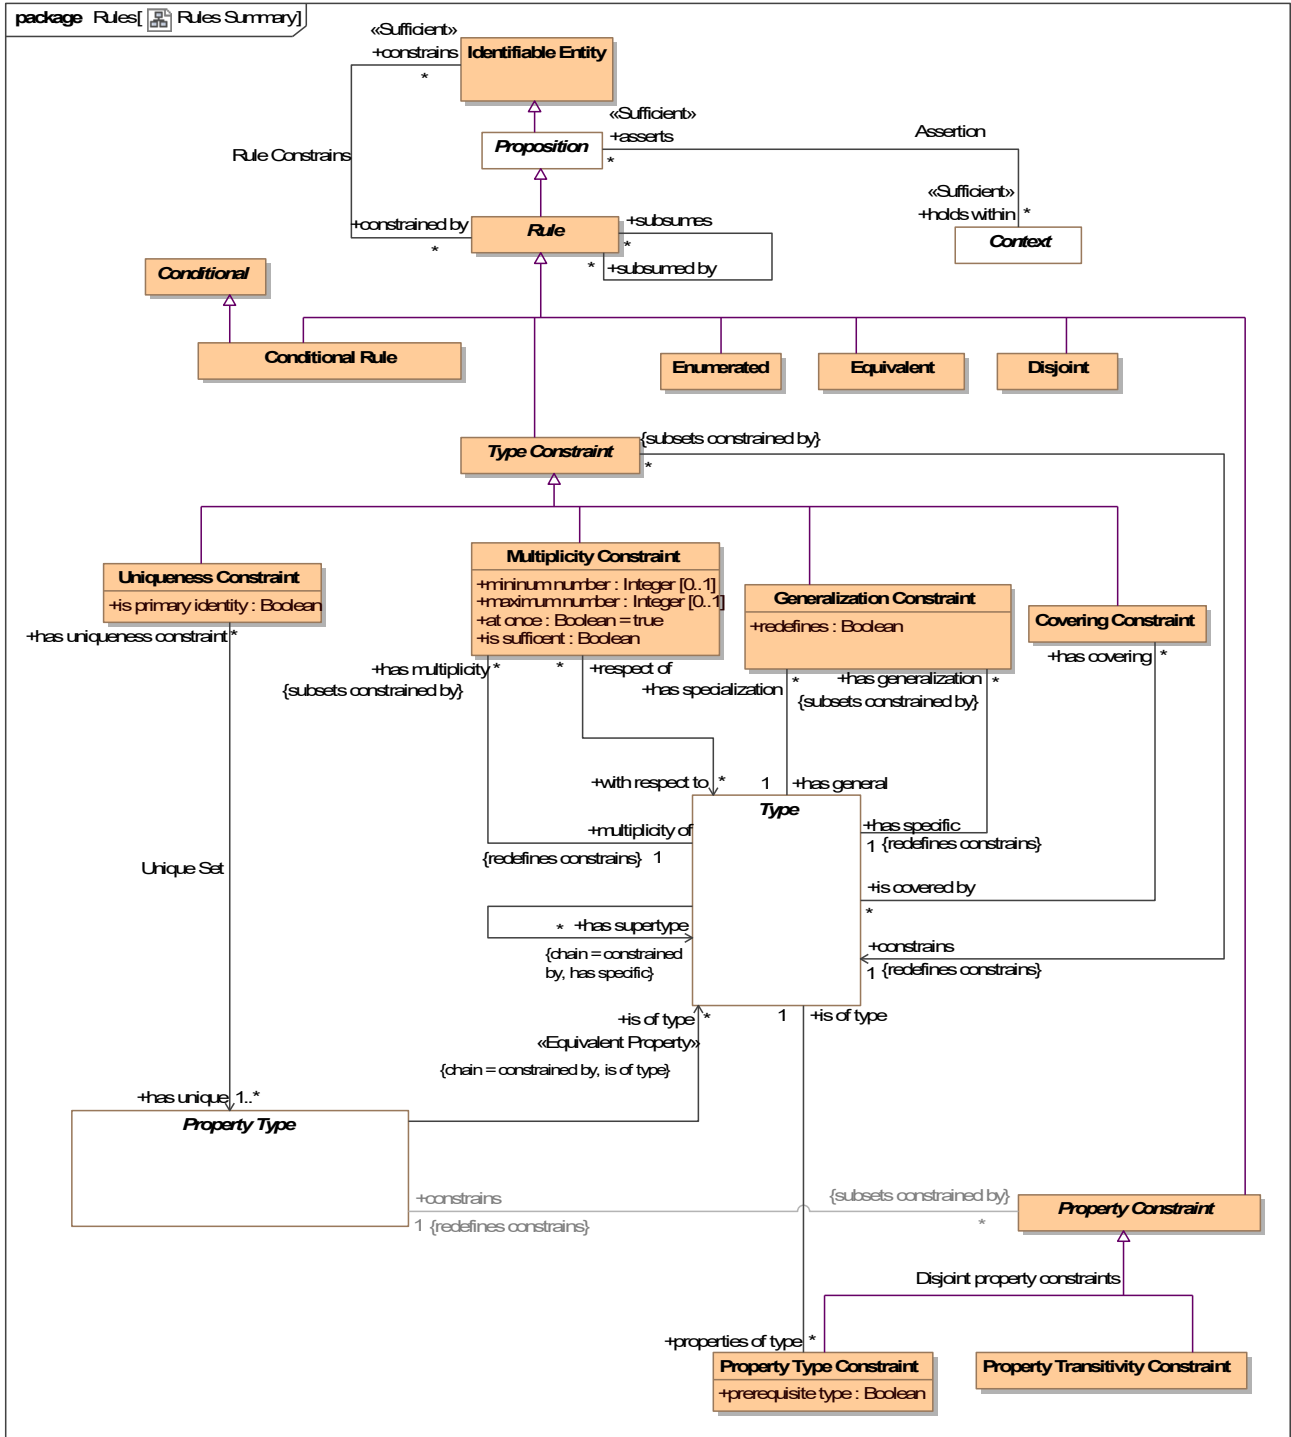 package Rules[ Rules Summary]
«Sufficient»
+constrains
*
Identifiable Entity
«Sufficient»
+asserts
*
Proposition
Assertion
Rule Constrains
«Sufficient»
+holds within *
Context
+constrained by
*
Rule
+subsumes
*
* +subsumed by
Conditional
Conditional Rule
Enumerated
Equivalent
Disjoint
Type Constraint
{subsets constrained by}
*
Uniqueness Constraint
+is primary identity : Boolean
+has uniqueness constraint *
Multiplicity Constraint
+mininum number : Integer [0..1]
+maximum number : Integer [0..1]
+at once : Boolean = true
+is sufficent : Boolean
Generalization Constraint
+redefines : Boolean
Covering Constraint
+has covering *
+has multiplicity *
{subsets constrained by}
* +respect of
+has specialization *
+has generalization *
{subsets constrained by}
+with respect to *
1 +has general
Type
+multiplicity of
{redefines constrains} 1
+has specific
1 {redefines constrains}
Unique Set
+is covered by
*
* +has supertype
{chain = constrained
by, has specific}
+constrains
1 {redefines constrains}
+is of type *
«Equivalent Property»
{chain = constrained by, is of type}
1 +is of type
+has unique 1..*
Property Type
+constrains
1 {redefines constrains}
{subsets constrained by}
*
Property Constraint
Disjoint property constraints
+properties of type *
Property Type Constraint
+prerequisite type : Boolean
Property Transitivity Constraint